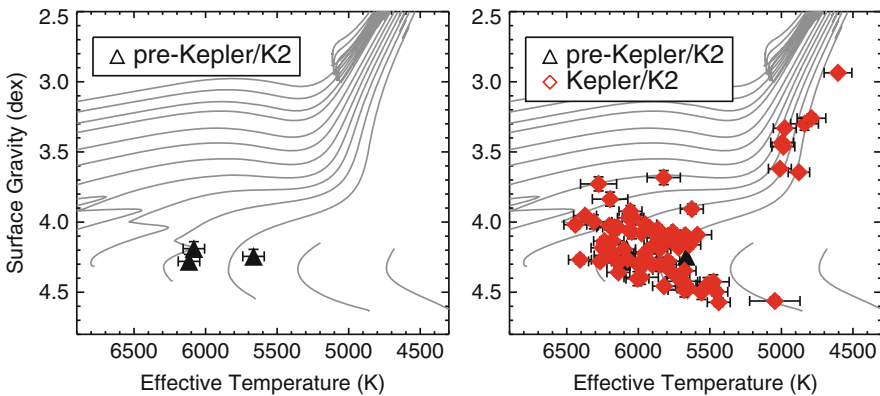 2.5
3.0
3.5
4.0
4.5
Surface Gravity (dex)
pre-Kepler/K2
6500 6000 5500 5000 4500
Effective Temperature (K)
2.5
3.0
3.5
4.0
4.5
pre-Kepler/K2
Kepler/K2
6500 6000 5500 5000 4500
Effective Temperature (K)